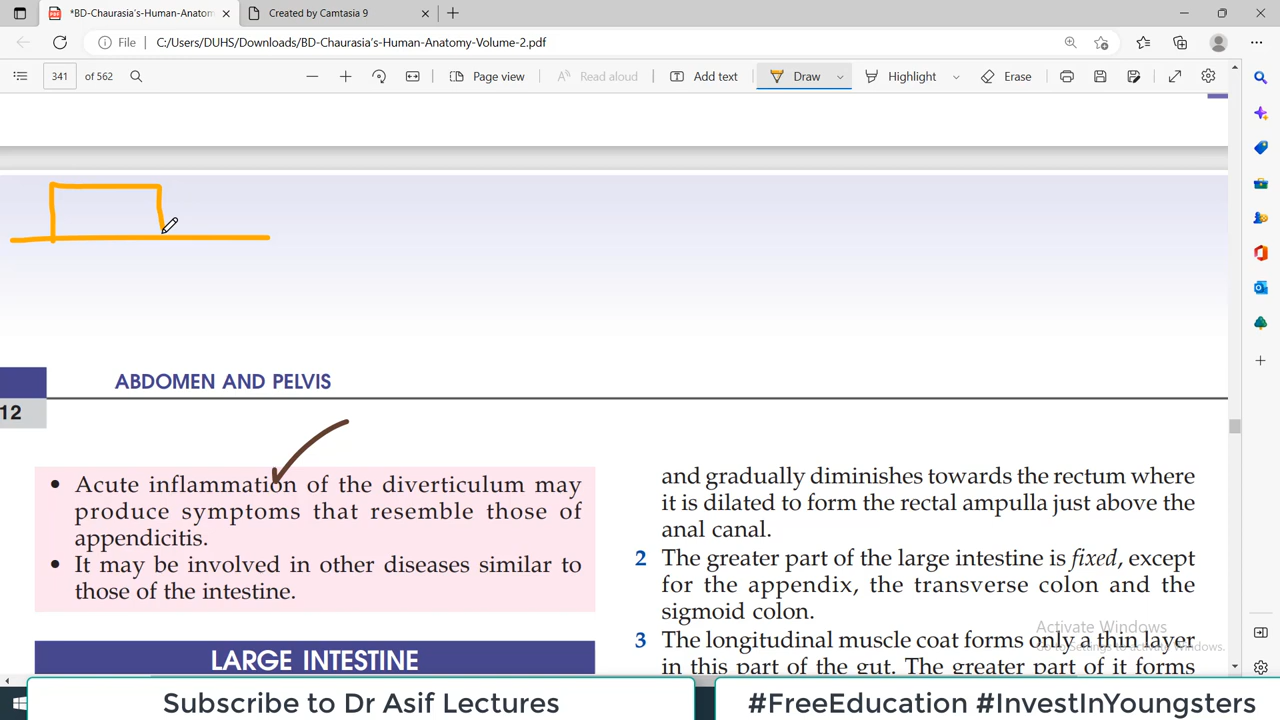 *BD-Chaurasia's-Human-Anatom
Created by Camtasia 9
File
C:/Users/DUHS/Downloads/BD-Chaurasia's-Human-Anatomy-Volume-2.pdf
341 of 562
Page view
Read aloud
Add text
Draw
Highlight
Erase
12
ABDOMEN AND PELVIS
• Acute inflammation of the diverticulum may
produce symptoms that resemble those of
appendicitis.
• It may be involved in other diseases similar to
those of the intestine.
LARGE INTESTINE
and gradually diminishes towards the rectum where
it is dilated to form the rectal ampulla just above the
anal canal.
2 The greater part of the large intestine is fixed, except
for the appendix, the transverse colon and the
sigmoid colon.
3 The longitudinal muscle coat forms only a thin layer
in this part of the gut. The greater part of it forms
Activate Windows
Go to Settings to activate Windows.
Subscribe to Dr Asif Lectures
#FreeEducation #InvestInYoungsters